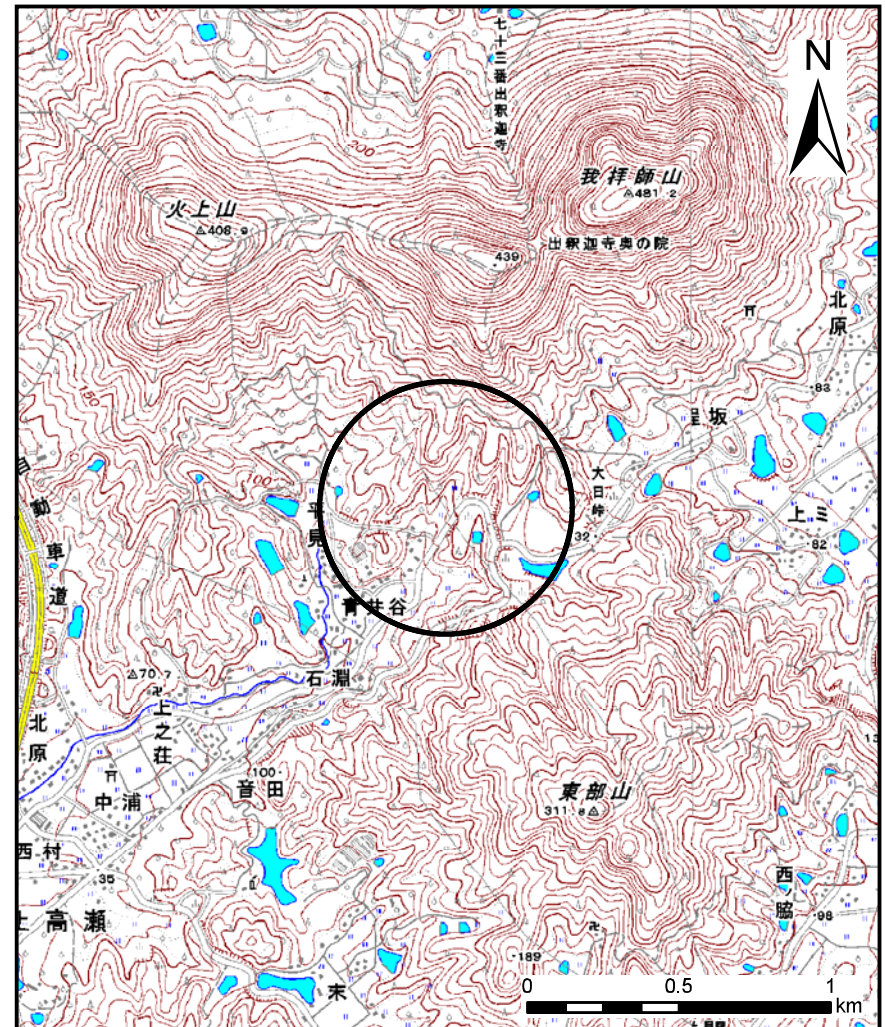 七十三番出釈迦寺
N
200
我拝師山
481.2
火上山
408.9
出釈迦寺奥の院
439
北原
150
83
坂
100
大日峠
平見
上ミ
自動車道
32
82
青井谷
70.7
石淵
上之荘
北原
100
音田
中浦
東部山
311.8
西村
35
西ノ脇
高瀬
98
189
末
0 0.5 1
km